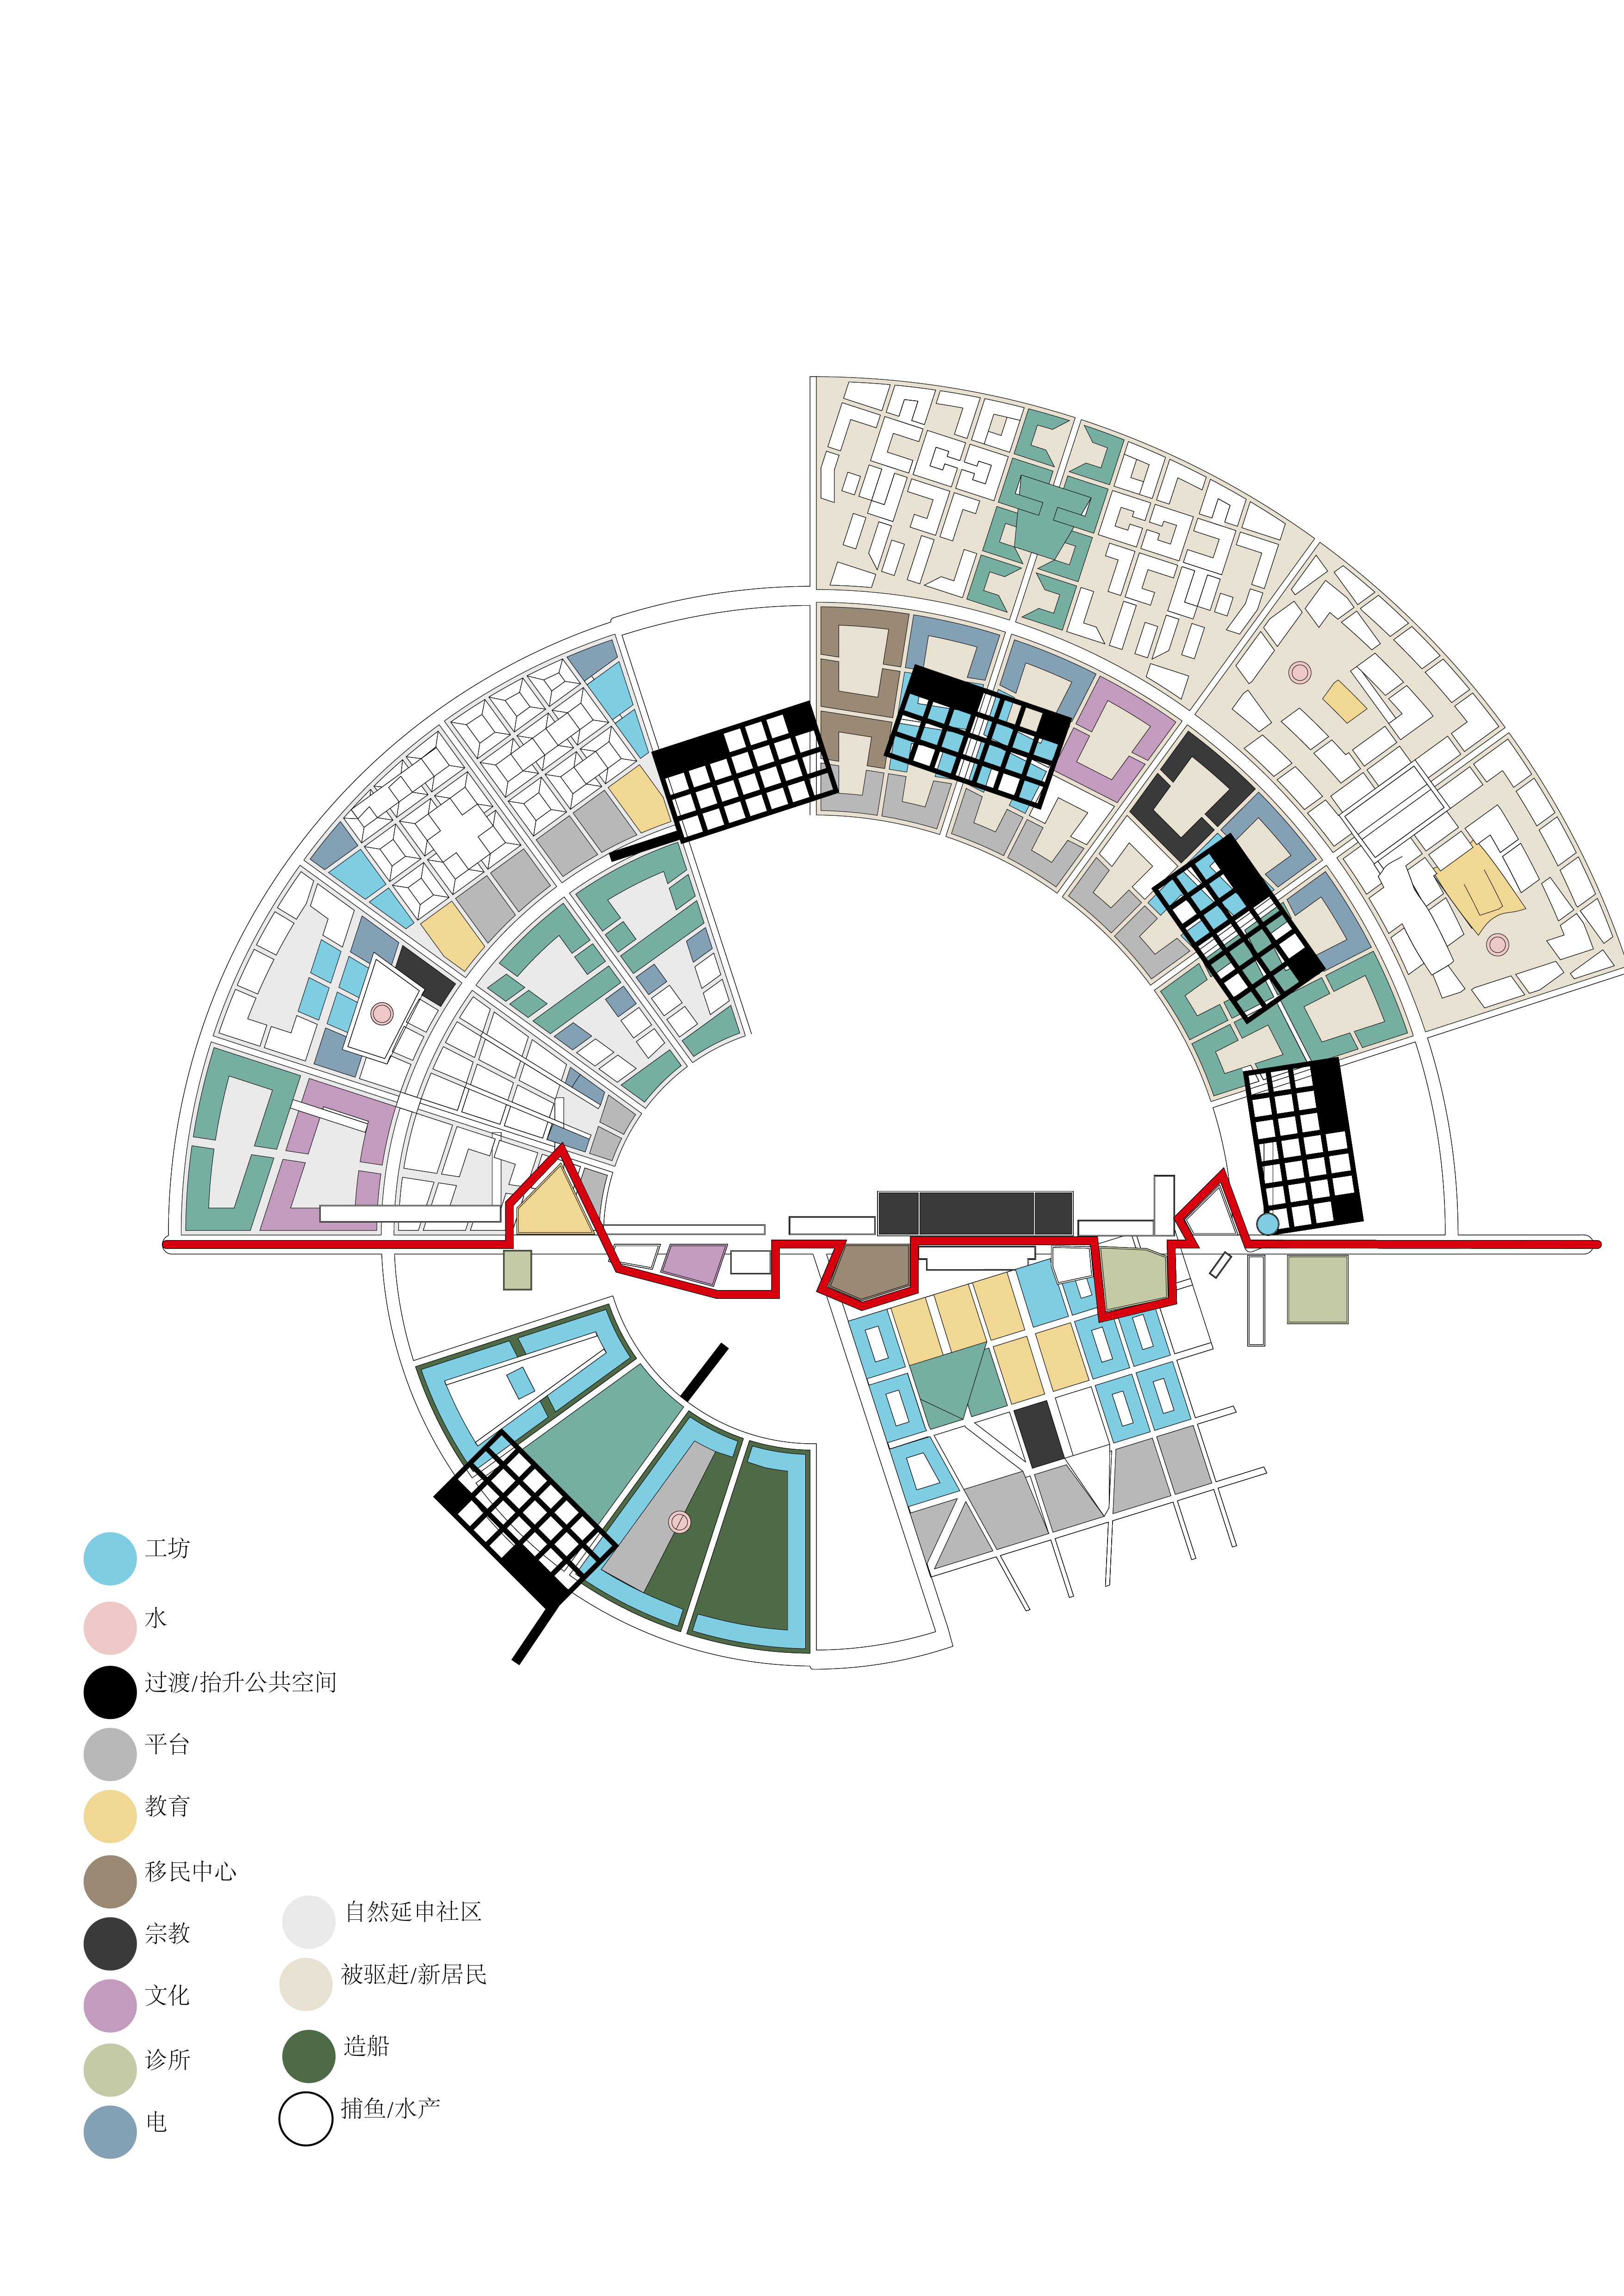 工坊
水
过渡/抬升公共空间
平台
教育
移民中心
宗教
文化
诊所
电
自然延申社区
被驱赶/新居民
造船
捕鱼/水产